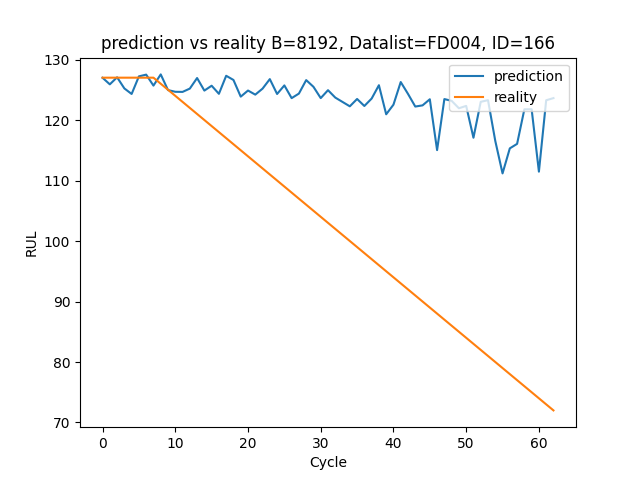 prediction vs reality B=8192, Datalist=FD004, ID=166
prediction
reality
130
120
110
100
90
80
70
RUL
0 10 20 30 40 50 60
Cycle